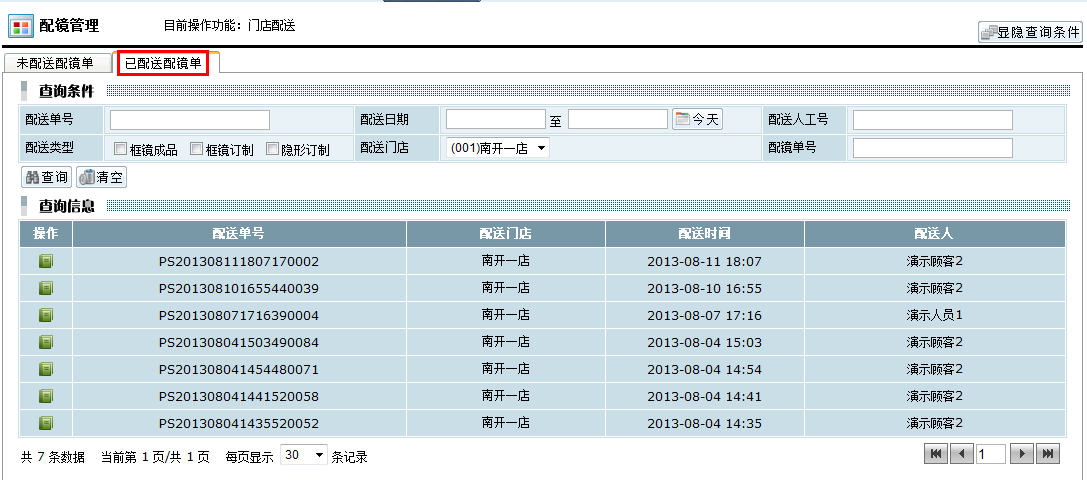 配镜管理 目前操作功能：门店配送
显隐查询条件
未配送配镜单 已配送配镜单
查询条件
配送单号 配送日期 至 今天 配送人工号
配送类型 框镜成品 框镜订制 隐形订制 配送门店 (001)南开一店 配镜单号
查询 清空
查询信息
操作 配送单号 配送门店 配送时间 配送人
PS201308111807170002 南开一店 2013-08-11 18:07 演示顾客2
PS201308101655440039 南开一店 2013-08-10 16:55 演示顾客2
PS201308071716390004 南开一店 2013-08-07 17:16 演示人员1
PS201308041503490084 南开一店 2013-08-04 15:03 演示顾客2
PS201308041454480071 南开一店 2013-08-04 14:54 演示顾客2
PS201308041441520058 南开一店 2013-08-04 14:41 演示顾客2
PS201308041435520052 南开一店 2013-08-04 14:35 演示顾客2
共 7 条数据 当前第 1 页/共 1 页 每页显示 30 条记录 1